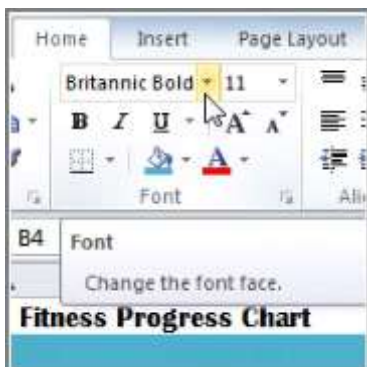 Home Insert Page Layout
Britannic Bold 11
B I U A A
A
Font
B4 Font
Change the font face.
Fitness Progress Chart